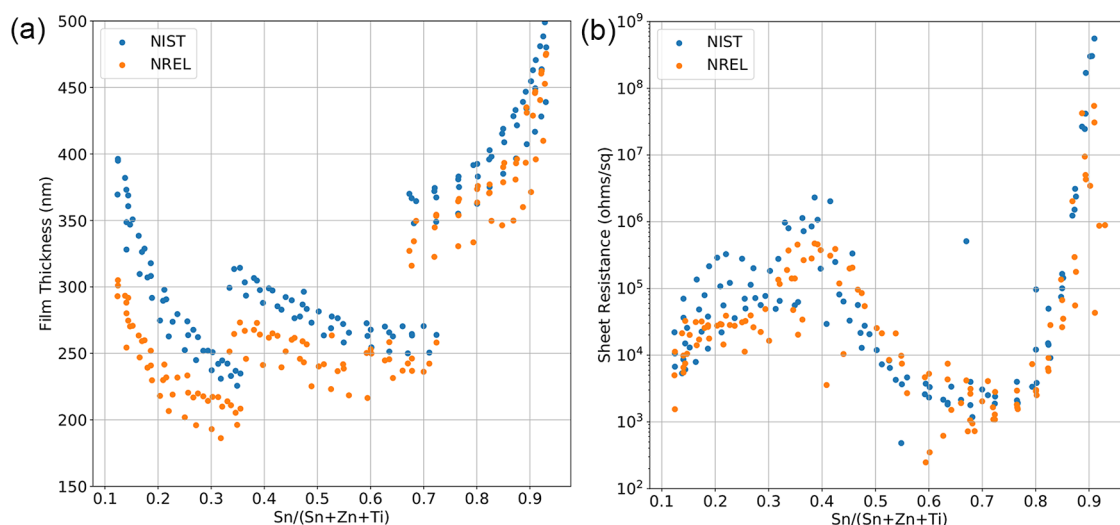 (a)
NIST
NREL
Film Thickness (nm)
500
450
400
350
300
250
200
150
0.1 0.2 0.3 0.4 0.5 0.6 0.7 0.8 0.9
Sn/(Sn+Zn+Ti)
(b)
NIST
NREL
Sheet Resistance (ohms/sq)
10⁹
10⁸
10⁷
10⁶
10⁵
10⁴
10³
10²
0.1 0.2 0.3 0.4 0.5 0.6 0.7 0.8 0.9
Sn/(Sn+Zn+Ti)